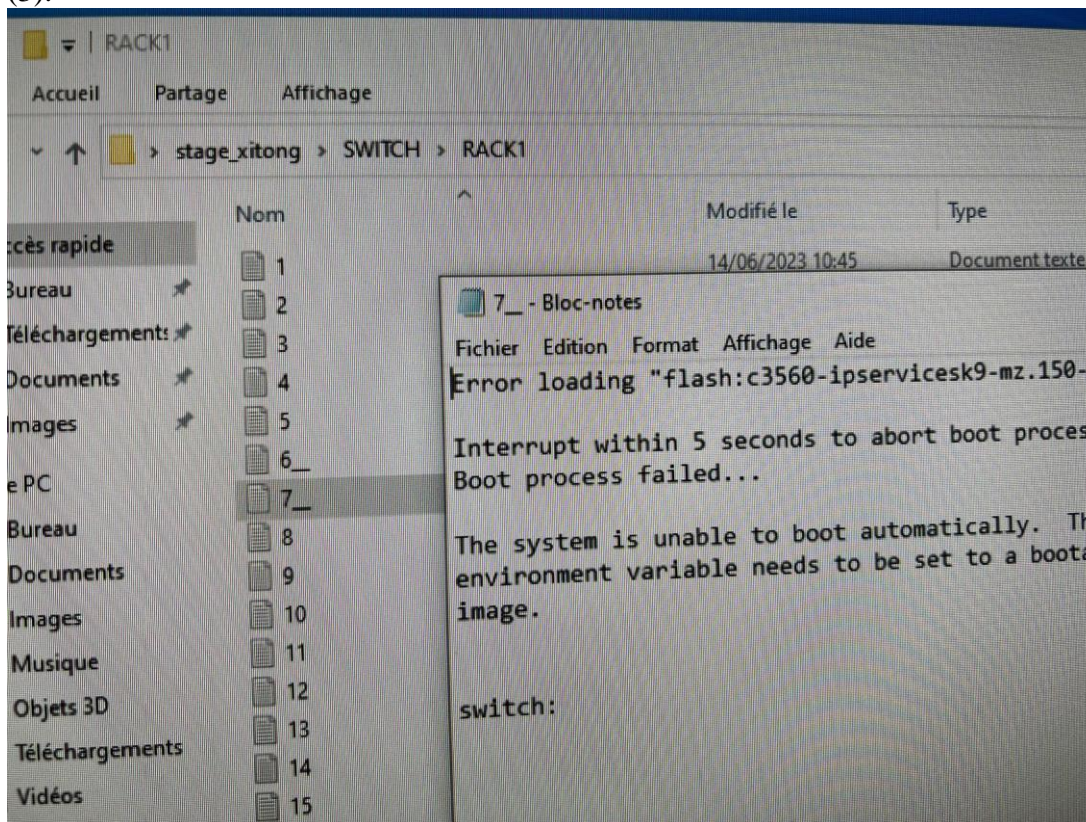 RACK1
Accueil Partage Affichage
stage_xitong > SWITCH > RACK1
Nom Modifié le Type
ccès rapide
Bureau
Téléchargements
Documents
Images
e PC
Bureau
Documents
Images
Musique
Objets 3D
Téléchargements
Vidéos
1
2
3
4
5
6_
7_
8
9
10
11
12
13
14
15
14/06/2023 10:45 Document texte
7_ - Bloc-notes
Fichier Edition Format Affichage Aide
Error loading "flash:c3560-ipservicesk9-mz.150-
Interrupt within 5 seconds to abort boot proces
Boot process failed...
The system is unable to boot automatically. Th
environment variable needs to be set to a boota
image.
switch: